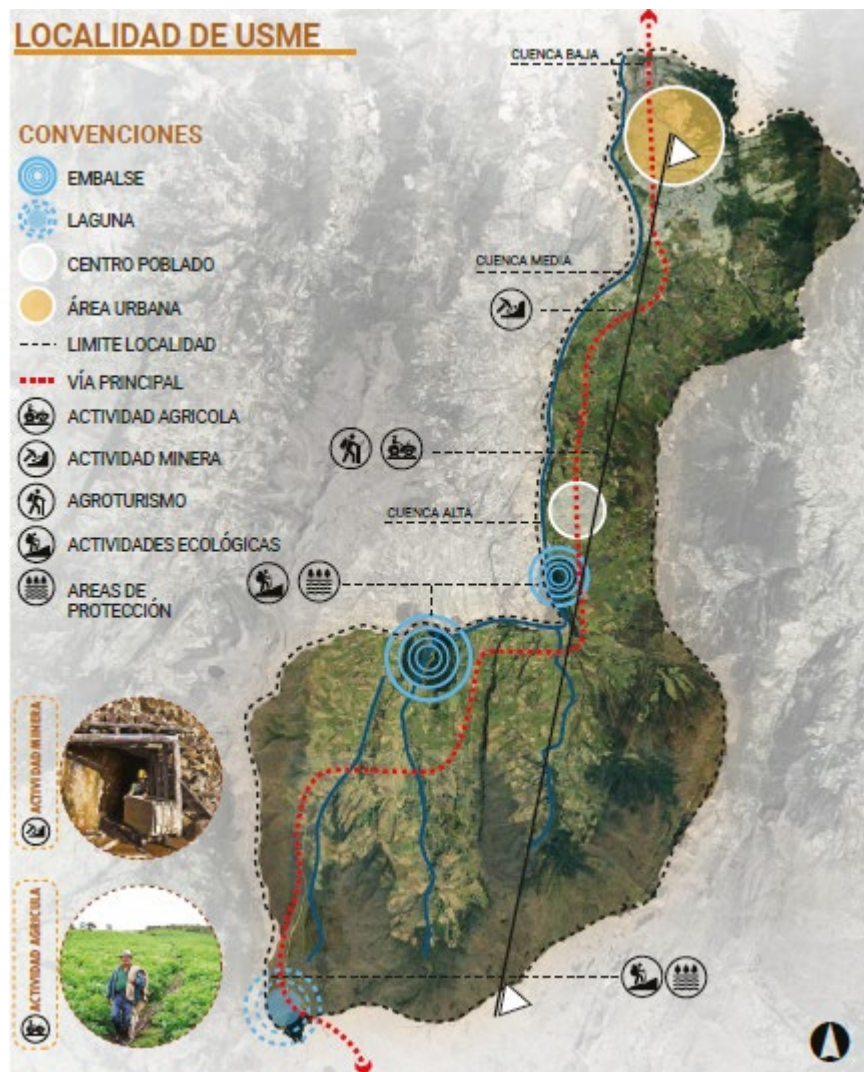 LOCALIDAD DE USME
CONVENCIONES
EMBALSE
LAGUNA
CENTRO POBLADO
ÁREA URBANA
LIMITE LOCALIDAD
VÍA PRINCIPAL
ACTIVIDAD AGRICOLA
ACTIVIDAD MINERA
AGROTURISMO
ACTIVIDADES ECOLÓGICAS
AREAS DE
PROTECCIÓN
CUENCA BAJA
CUENCA MEDIA
CUENCA ALTA
ACTIVIDAD MINERA
ACTIVIDAD AGRICULA